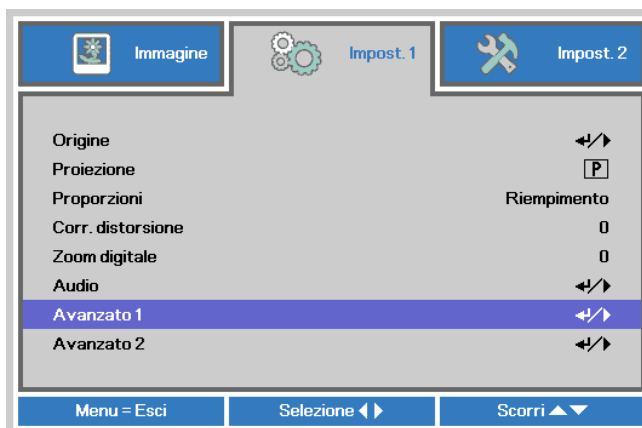 Immagine
Impost. 1
Impost. 2
Origine
Proiezione P
Proporzioni Riempimento
Corr. distorsione 0
Zoom digitale 0
Audio
Avanzato 1
Avanzato 2
Menu = Esci Selezione Scorri